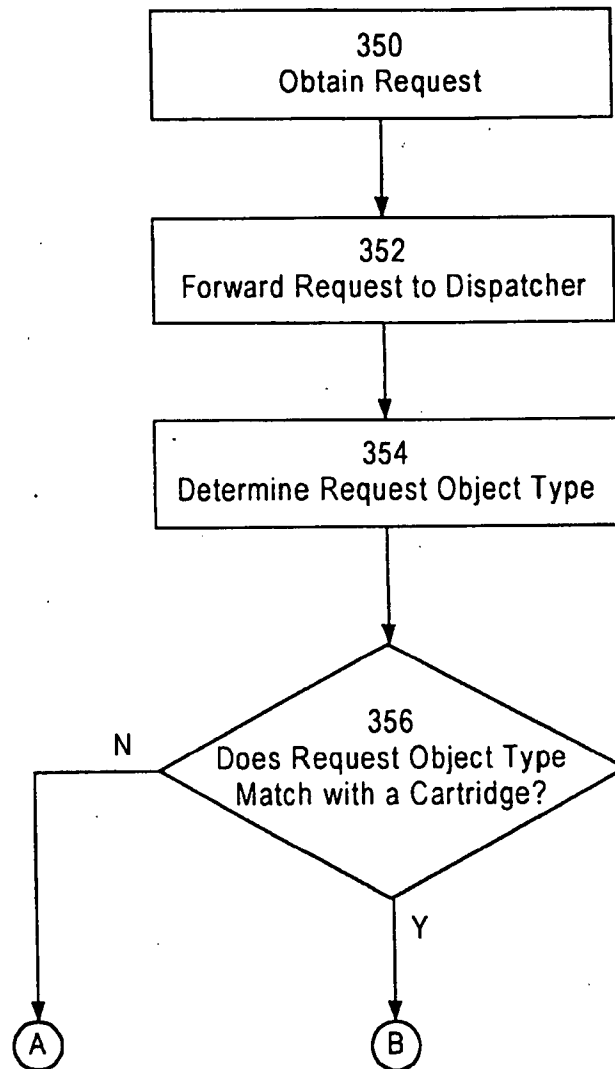 350
Obtain Request
352
Forward Request to Dispatcher
354
Determine Request Object Type
356
Does Request Object Type
Match with a Cartridge?
N
Y
A
B